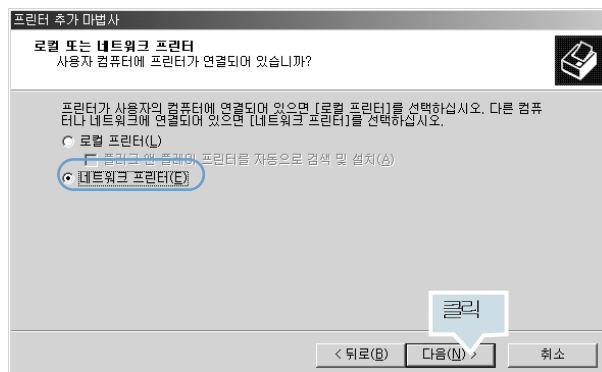 프린터 추가 마법사
로컬 또는 네트워크 프린터
사용자 컴퓨터에 프린터가 연결되어 있습니까?
프린터가 사용자의 컴퓨터에 연결되어 있으면 [로컬 프린터]를 선택하십시오. 다른 컴퓨
터나 네트워크에 연결되어 있으면 [네트워크 프린터]를 선택하십시오.
로컬 프린터(L)
플러그 앤 플레이 프린터를 자동으로 검색 및 설치(A)
네트워크 프린터(E)
클릭
< 뒤로(B) 다음(N) > 취소